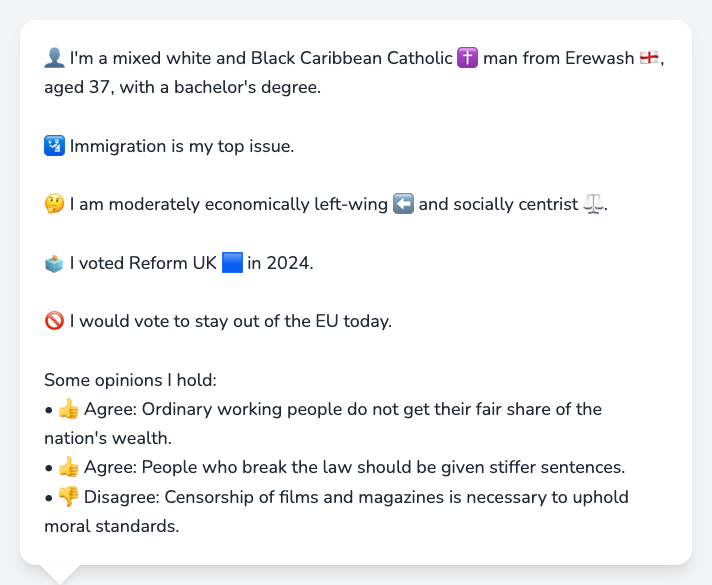 👤 I'm a mixed white and Black Caribbean Catholic ✝️ man from Erewash 🏴󠁧󠁢󠁥󠁮󠁧󠁿,
aged 37, with a bachelor's degree.
🛂 Immigration is my top issue.
🤔 I am moderately economically left-wing ⬅️ and socially centrist ⚖️.
🗳️ I voted Reform UK 🟦 in 2024.
🚫 I would vote to stay out of the EU today.
Some opinions I hold:
• 👍 Agree: Ordinary working people do not get their fair share of the
nation's wealth.
• 👍 Agree: People who break the law should be given stiffer sentences.
• 👎 Disagree: Censorship of films and magazines is necessary to uphold
moral standards.